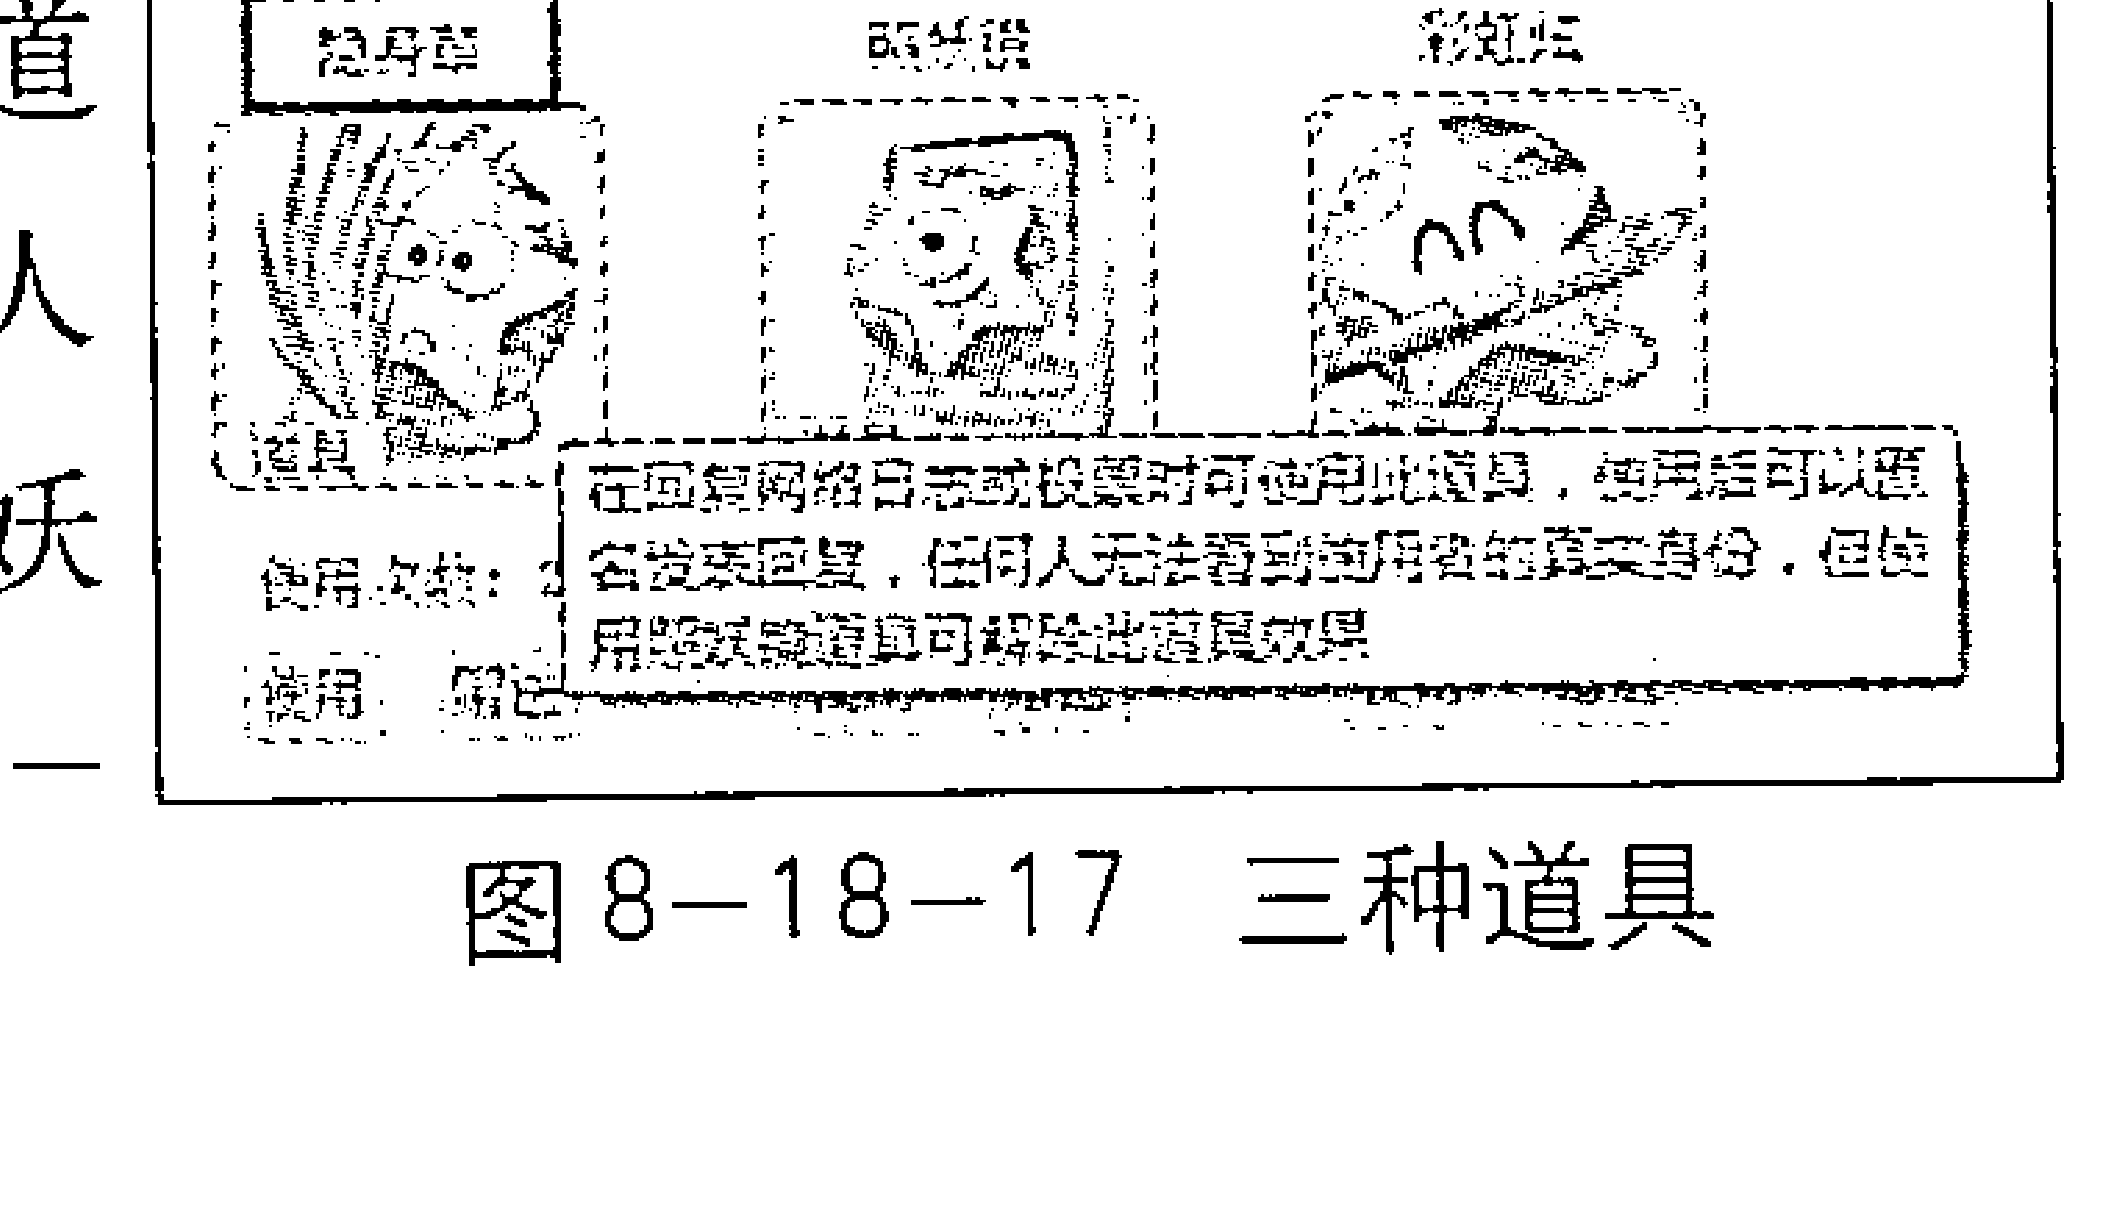 道
人
妖
一
隐身草 照妖镜 彩虹炫
使用次数：
使用
在回复网络日志或投票时可使用此道具，使用后可以匿
名发表回复，任何人无法看到使用者的真实身份，但使
用照妖镜道具可解除此道具效果
图8-18-17 三种道具